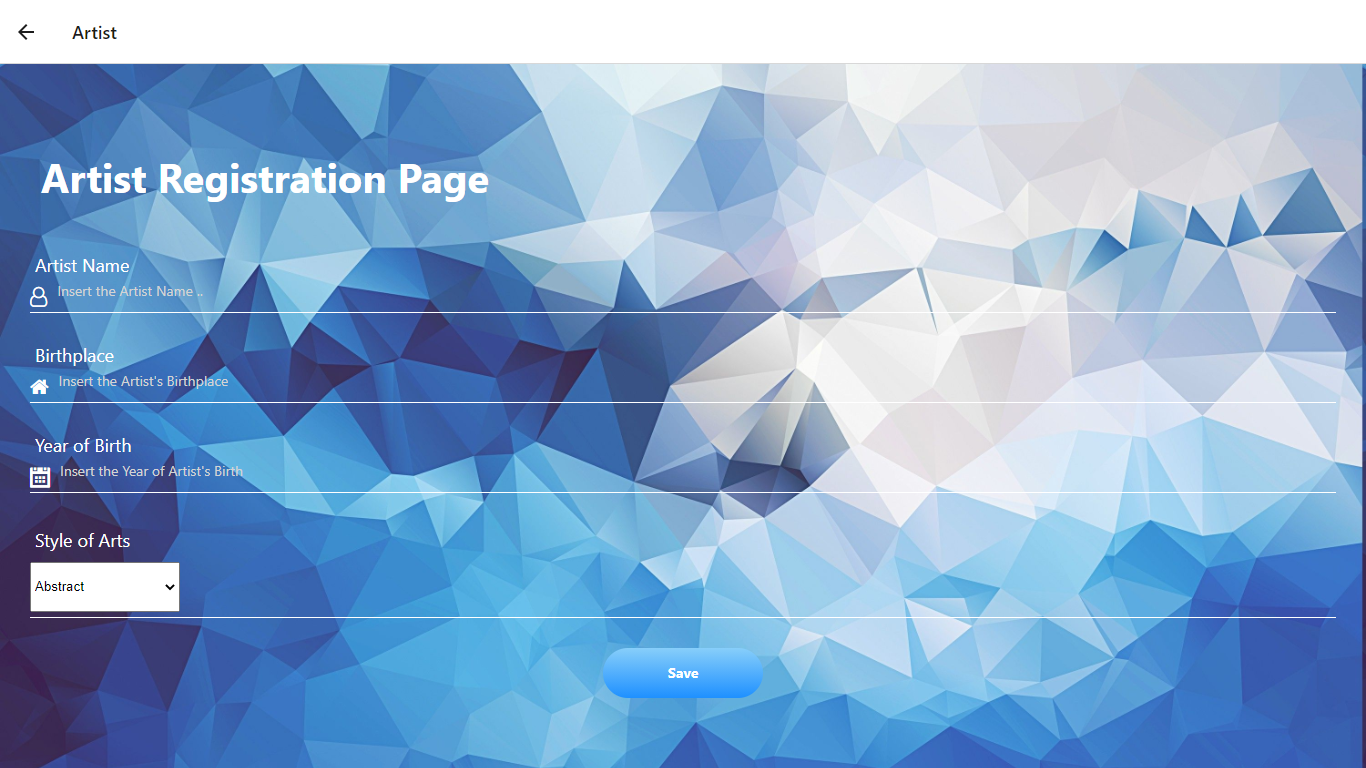 Artist
Artist Registration Page
Artist Name
Insert the Artist Name ..
Birthplace
Insert the Artist's Birthplace
Year of Birth
Insert the Year of Artist's Birth
Style of Arts
Abstract
Save